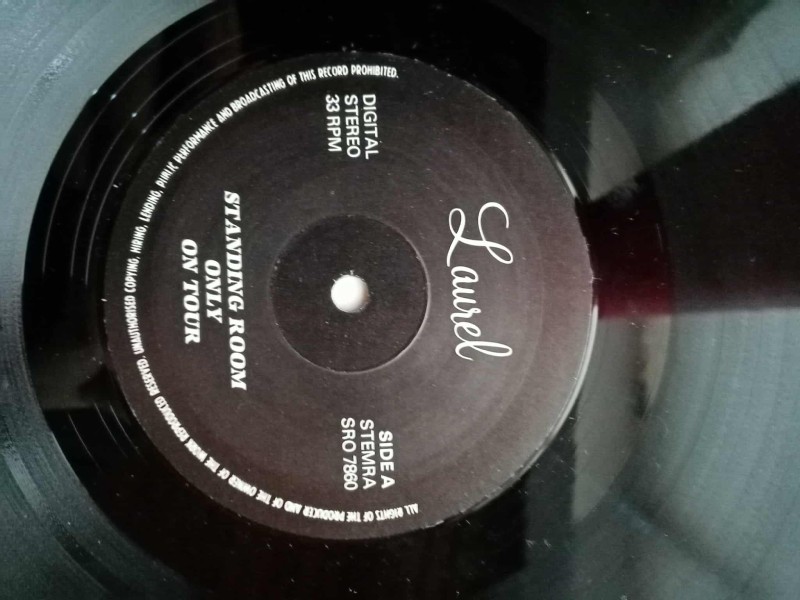 Laurel
DIGITAL
STEREO
33 RPM
SIDE A
STEMRA
SRO 7860
STANDING ROOM
ONLY
ON TOUR
ALL RIGHTS OF THE PRODUCER AND OF THE OWNER OF THE WORK REPRODUCED RESERVED. UNAUTHORISED COPYING, HIRING, LENDING, PUBLIC PERFORMANCE AND BROADCASTING OF THIS RECORD PROHIBITED.